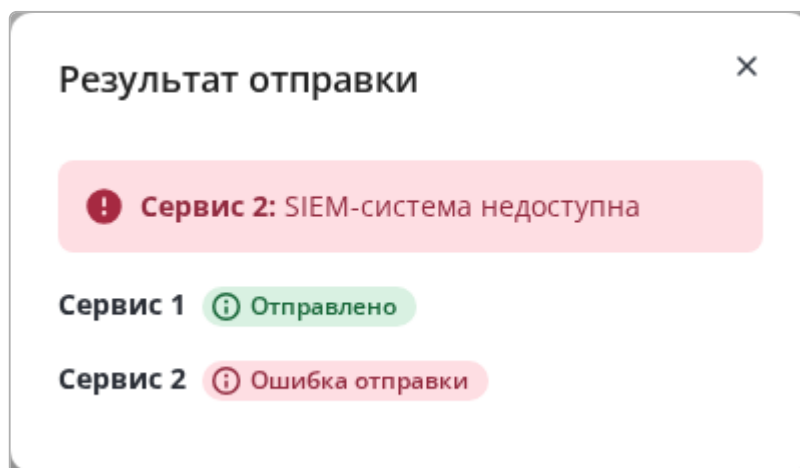 Результат отправки
Сервис 2: SIEM-система недоступна
Сервис 1 Отправлено
Сервис 2 Ошибка отправки